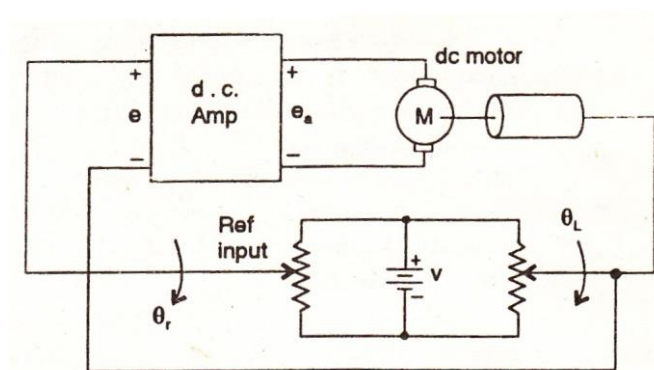 dc motor
+
+
d . c.
Amp
e
e_a
M
−
−
Ref
input
θ_L
+
v
−
θ_r